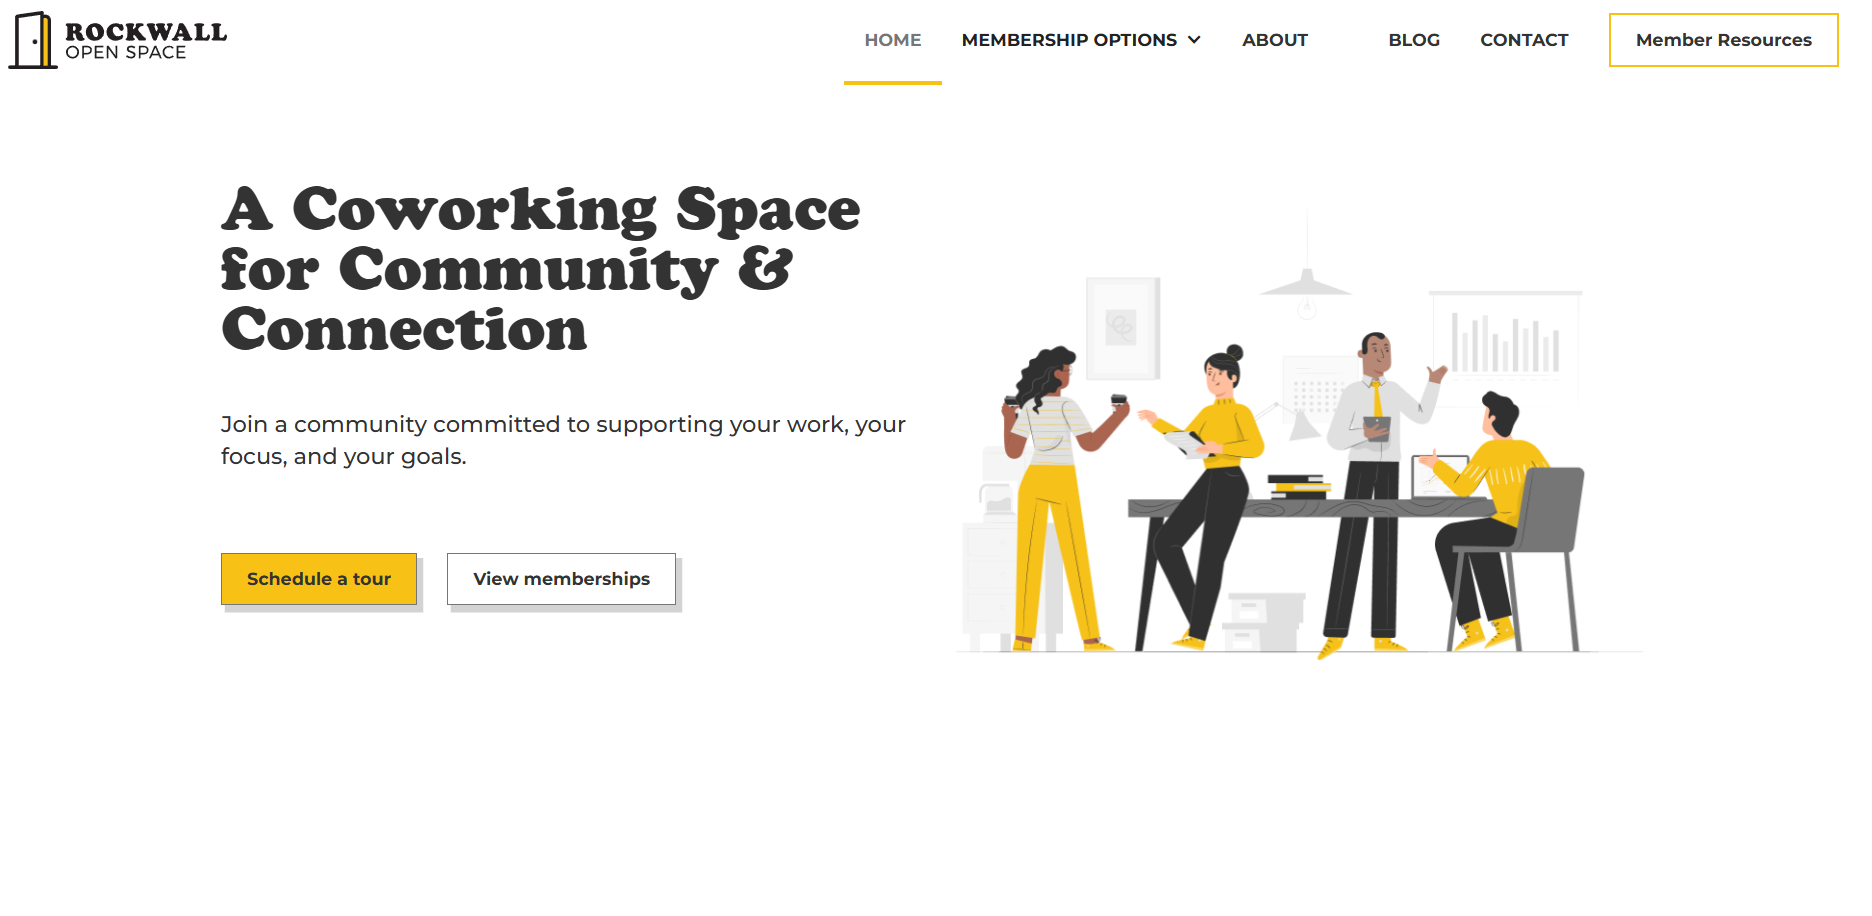 ROCKWALL
OPEN SPACE
HOME
MEMBERSHIP OPTIONS
ABOUT
BLOG
CONTACT
Member Resources
A Coworking Space
for Community &
Connection
Join a community committed to supporting your work, your
focus, and your goals.
Schedule a tour
View memberships